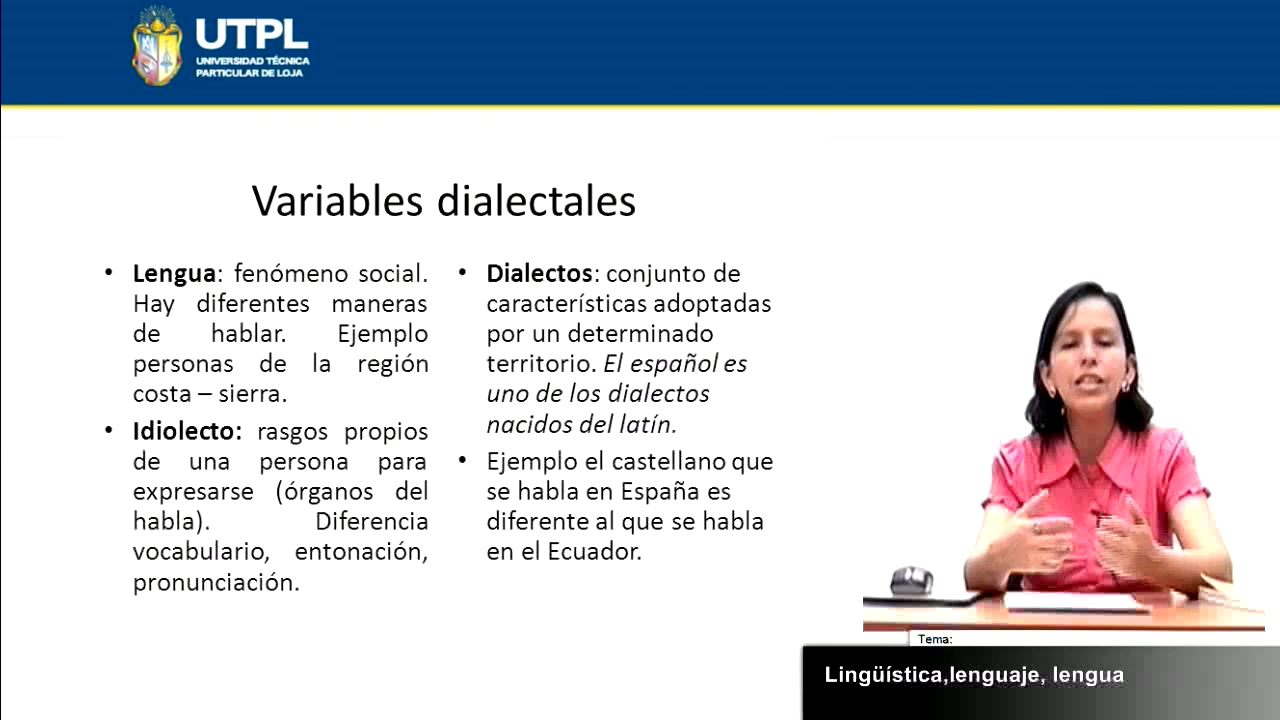 UTPL
UNIVERSIDAD TÉCNICA
PARTICULAR DE LOJA
Variables dialectales
• Lengua: fenómeno social.
Hay diferentes maneras
de hablar. Ejemplo
personas de la región
costa – sierra.
• Idiolecto: rasgos propios
de una persona para
expresarse (órganos del
habla). Diferencia
vocabulario, entonación,
pronunciación.
• Dialectos: conjunto de
características adoptadas
por un determinado
territorio. El español es
uno de los dialectos
nacidos del latín.
• Ejemplo el castellano que
se habla en España es
diferente al que se habla
en el Ecuador.
Tema:
Lingüística,lenguaje, lengua